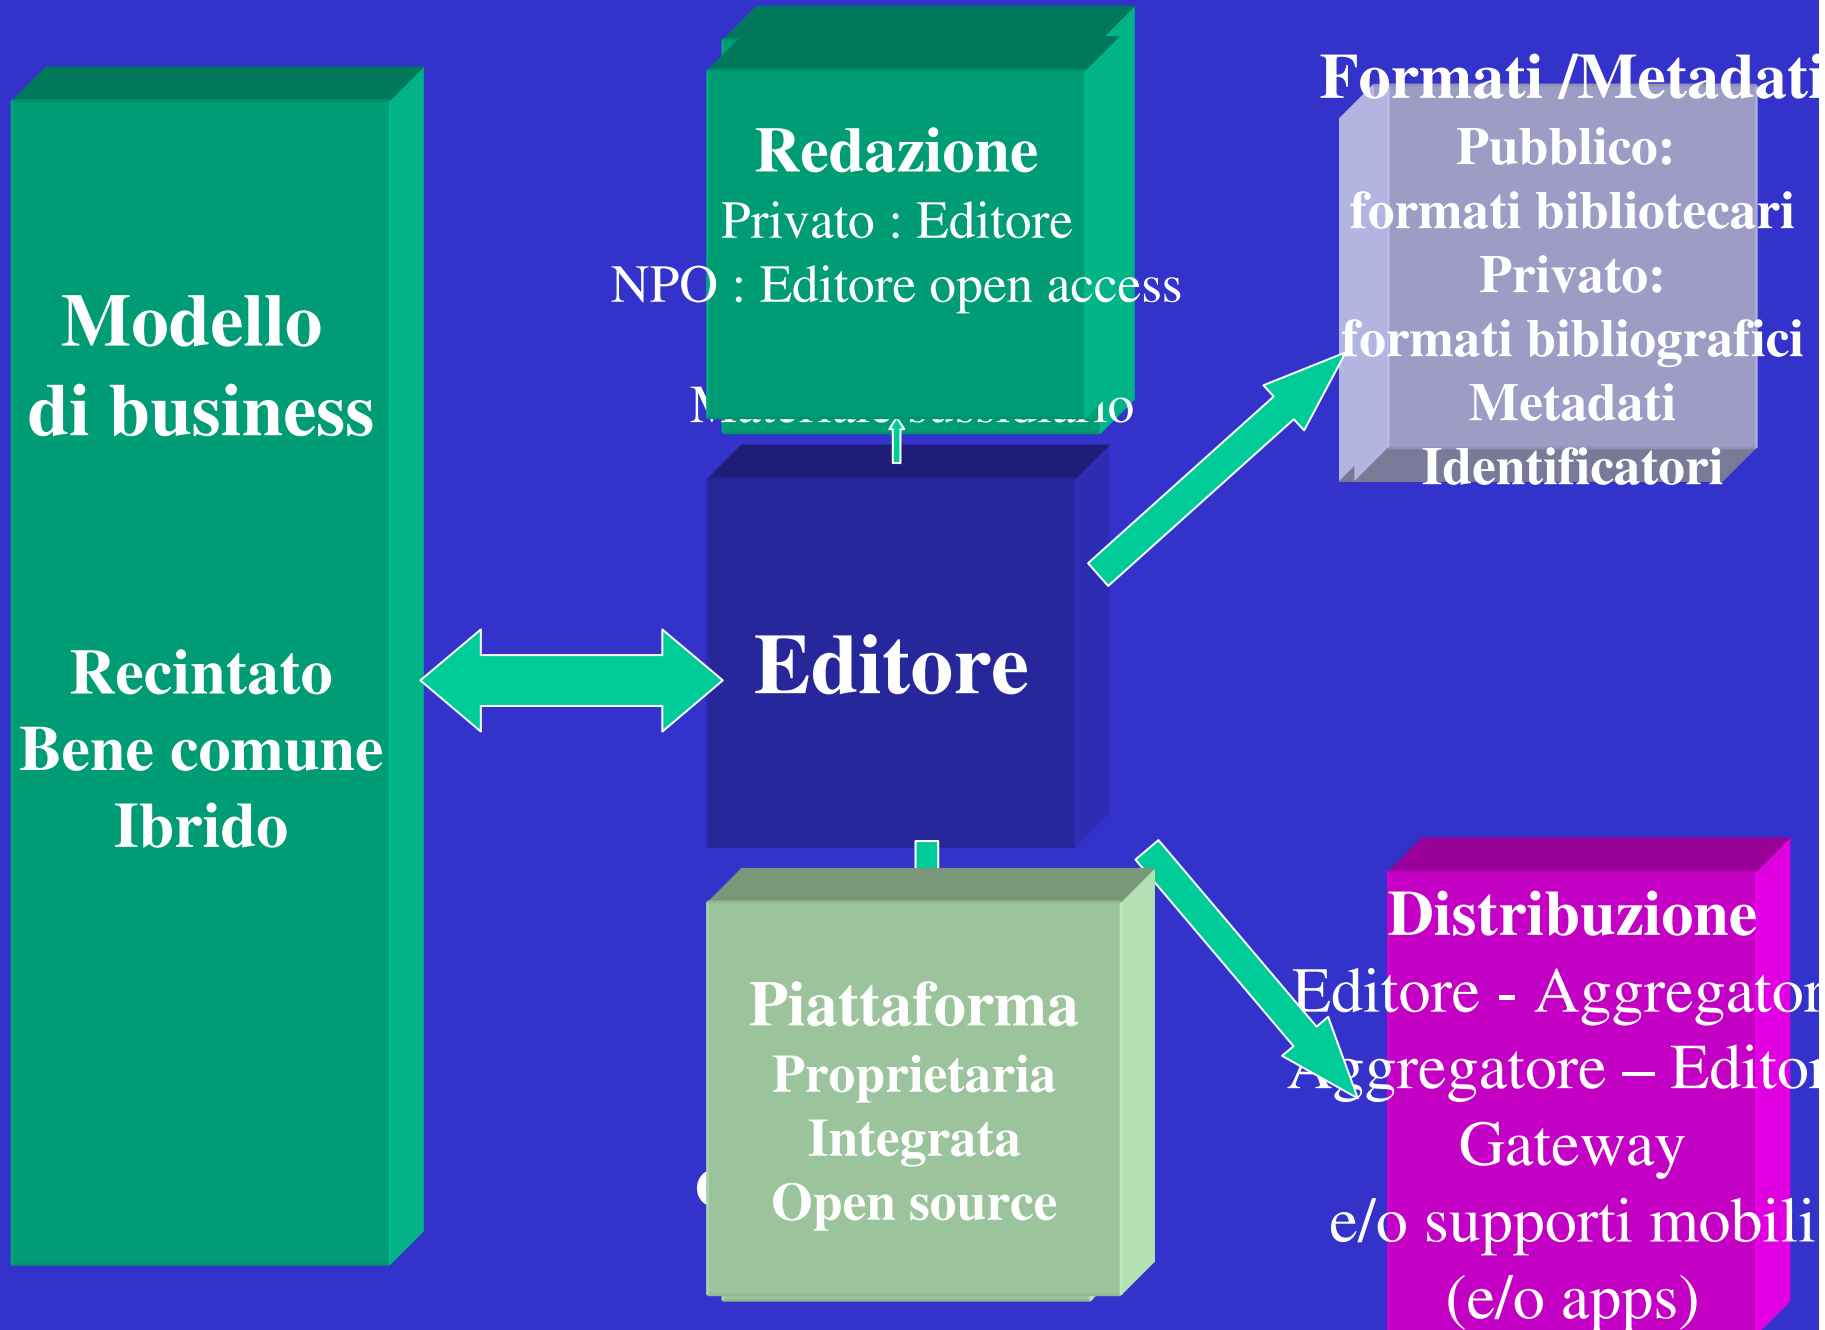 Modello
di business
Recintato
Bene comune
Ibrido
Redazione
Privato : Editore
NPO : Editore open access
Materiale sussidiario
Editore
Piattaforma
Proprietaria
Integrata
Open source
Formati /Metadati
Pubblico:
formati bibliotecari
Privato:
formati bibliografici
Metadati
Identificatori
Distribuzione
Editore - Aggregator
Aggregatore – Editor
Gateway
e/o supporti mobili
(e/o apps)